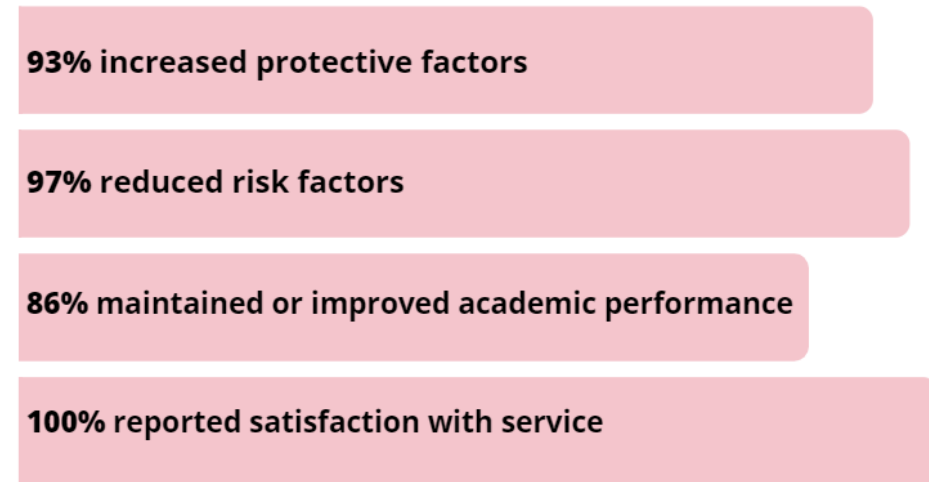 93% increased protective factors
97% reduced risk factors
86% maintained or improved academic performance
100% reported satisfaction with service